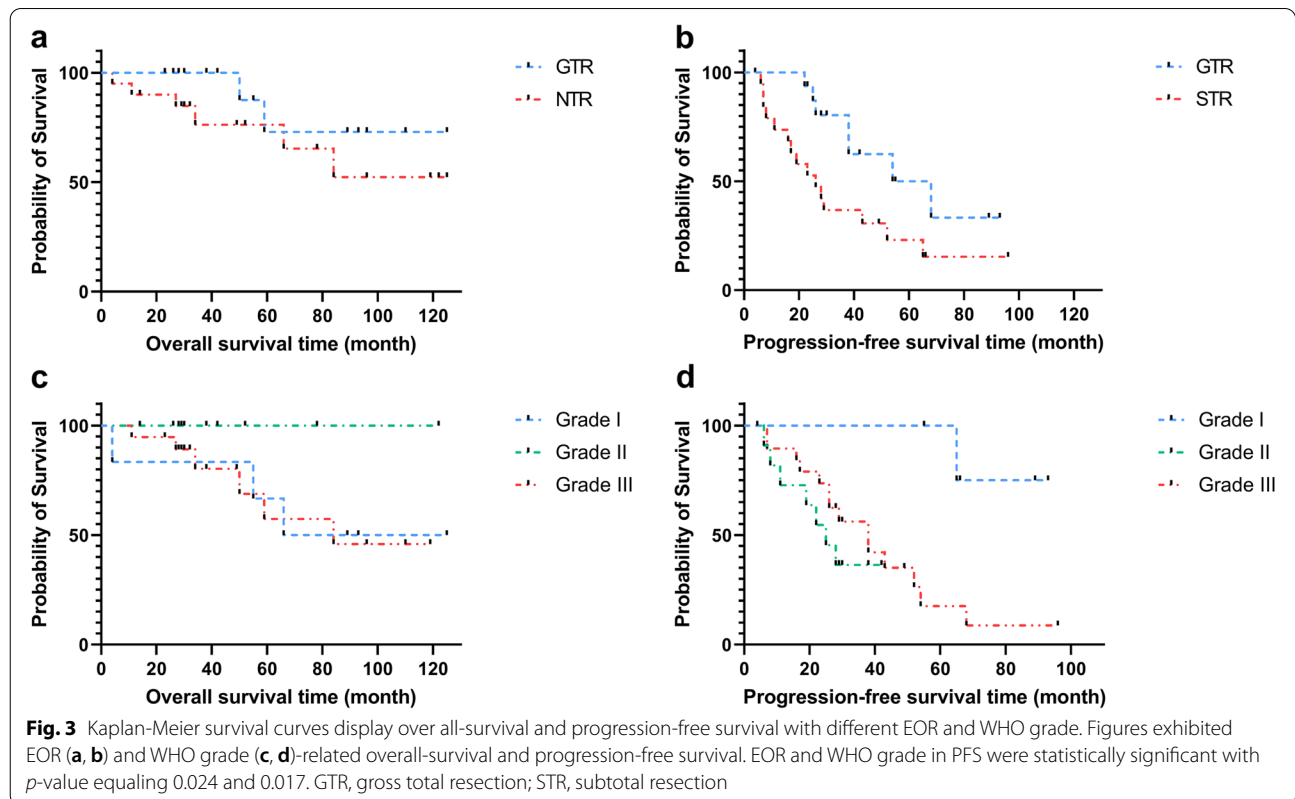 a
Probability of Survival
100
50
0
0 20 40 60 80 100 120
Overall survival time (month)
GTR
NTR
b
Probability of Survival
100
50
0
0 20 40 60 80 100 120
Progression-free survival time (month)
GTR
STR
c
Probability of Survival
100
50
0
0 20 40 60 80 100 120
Overall survival time (month)
Grade I
Grade II
Grade III
d
Probability of Survival
100
50
0
0 20 40 60 80 100
Progression-free survival time (month)
Grade I
Grade II
Grade III
Fig. 3 Kaplan-Meier survival curves display over all-survival and progression-free survival with different EOR and WHO grade. Figures exhibited
EOR (a, b) and WHO grade (c, d)-related overall-survival and progression-free survival. EOR and WHO grade in PFS were statistically significant with
p-value equaling 0.024 and 0.017. GTR, gross total resection; STR, subtotal resection